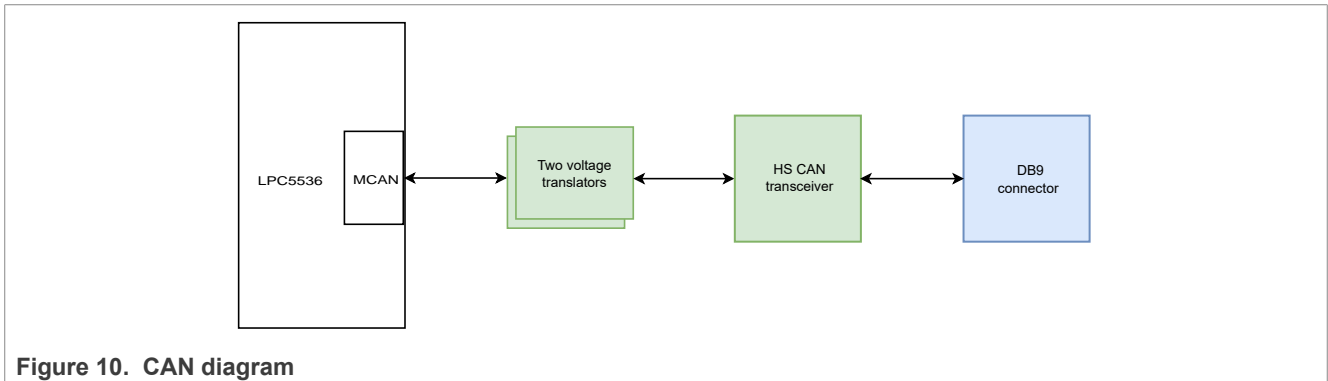 LPC5536
MCAN
Two voltage
translators
HS CAN
transceiver
DB9
connector
Figure 10. CAN diagram